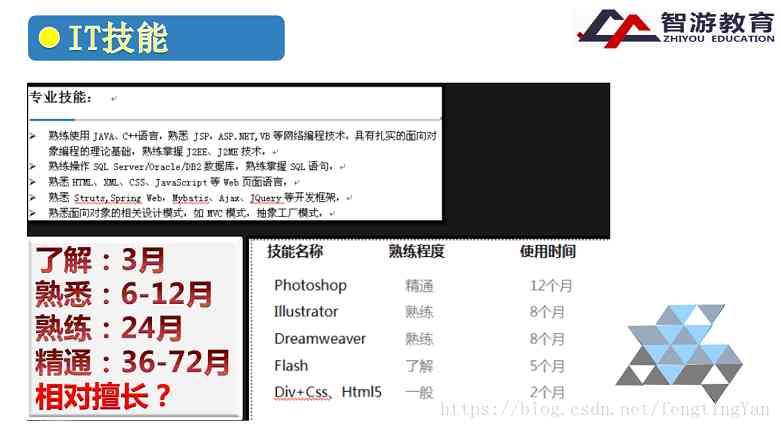 IT技能
智游教育
ZHIYOU EDUCATION
专业技能：
熟练使用 JAVA、C++语言，熟悉 JSP，ASP.NET,VB 等网络编程技术，具有扎实的面向对
象编程的理论基础，熟练掌握 J2EE、J2ME 技术，
熟练操作 SQL Server/Oracle/DB2 数据库，熟练掌握 SQL 语句，
熟悉 HTML、XML、CSS、JavaScript 等 Web 页面语言，
熟悉 Struts,Spring Web，Mybatis、Ajax、JQuery 等开发框架，
熟悉面向对象的相关设计模式，如 MVC 模式，抽象工厂模式，
了解：3月
熟悉：6-12月
熟练：24月
精通：36-72月
相对擅长？
技能名称 熟练程度 使用时间
Photoshop 精通 12个月
Illustrator 熟练 8个月
Dreamweaver 熟练 8个月
Flash 了解 5个月
Div+Css、Html5 一般 2个月
https://blog.csdn.net/fengtingYan